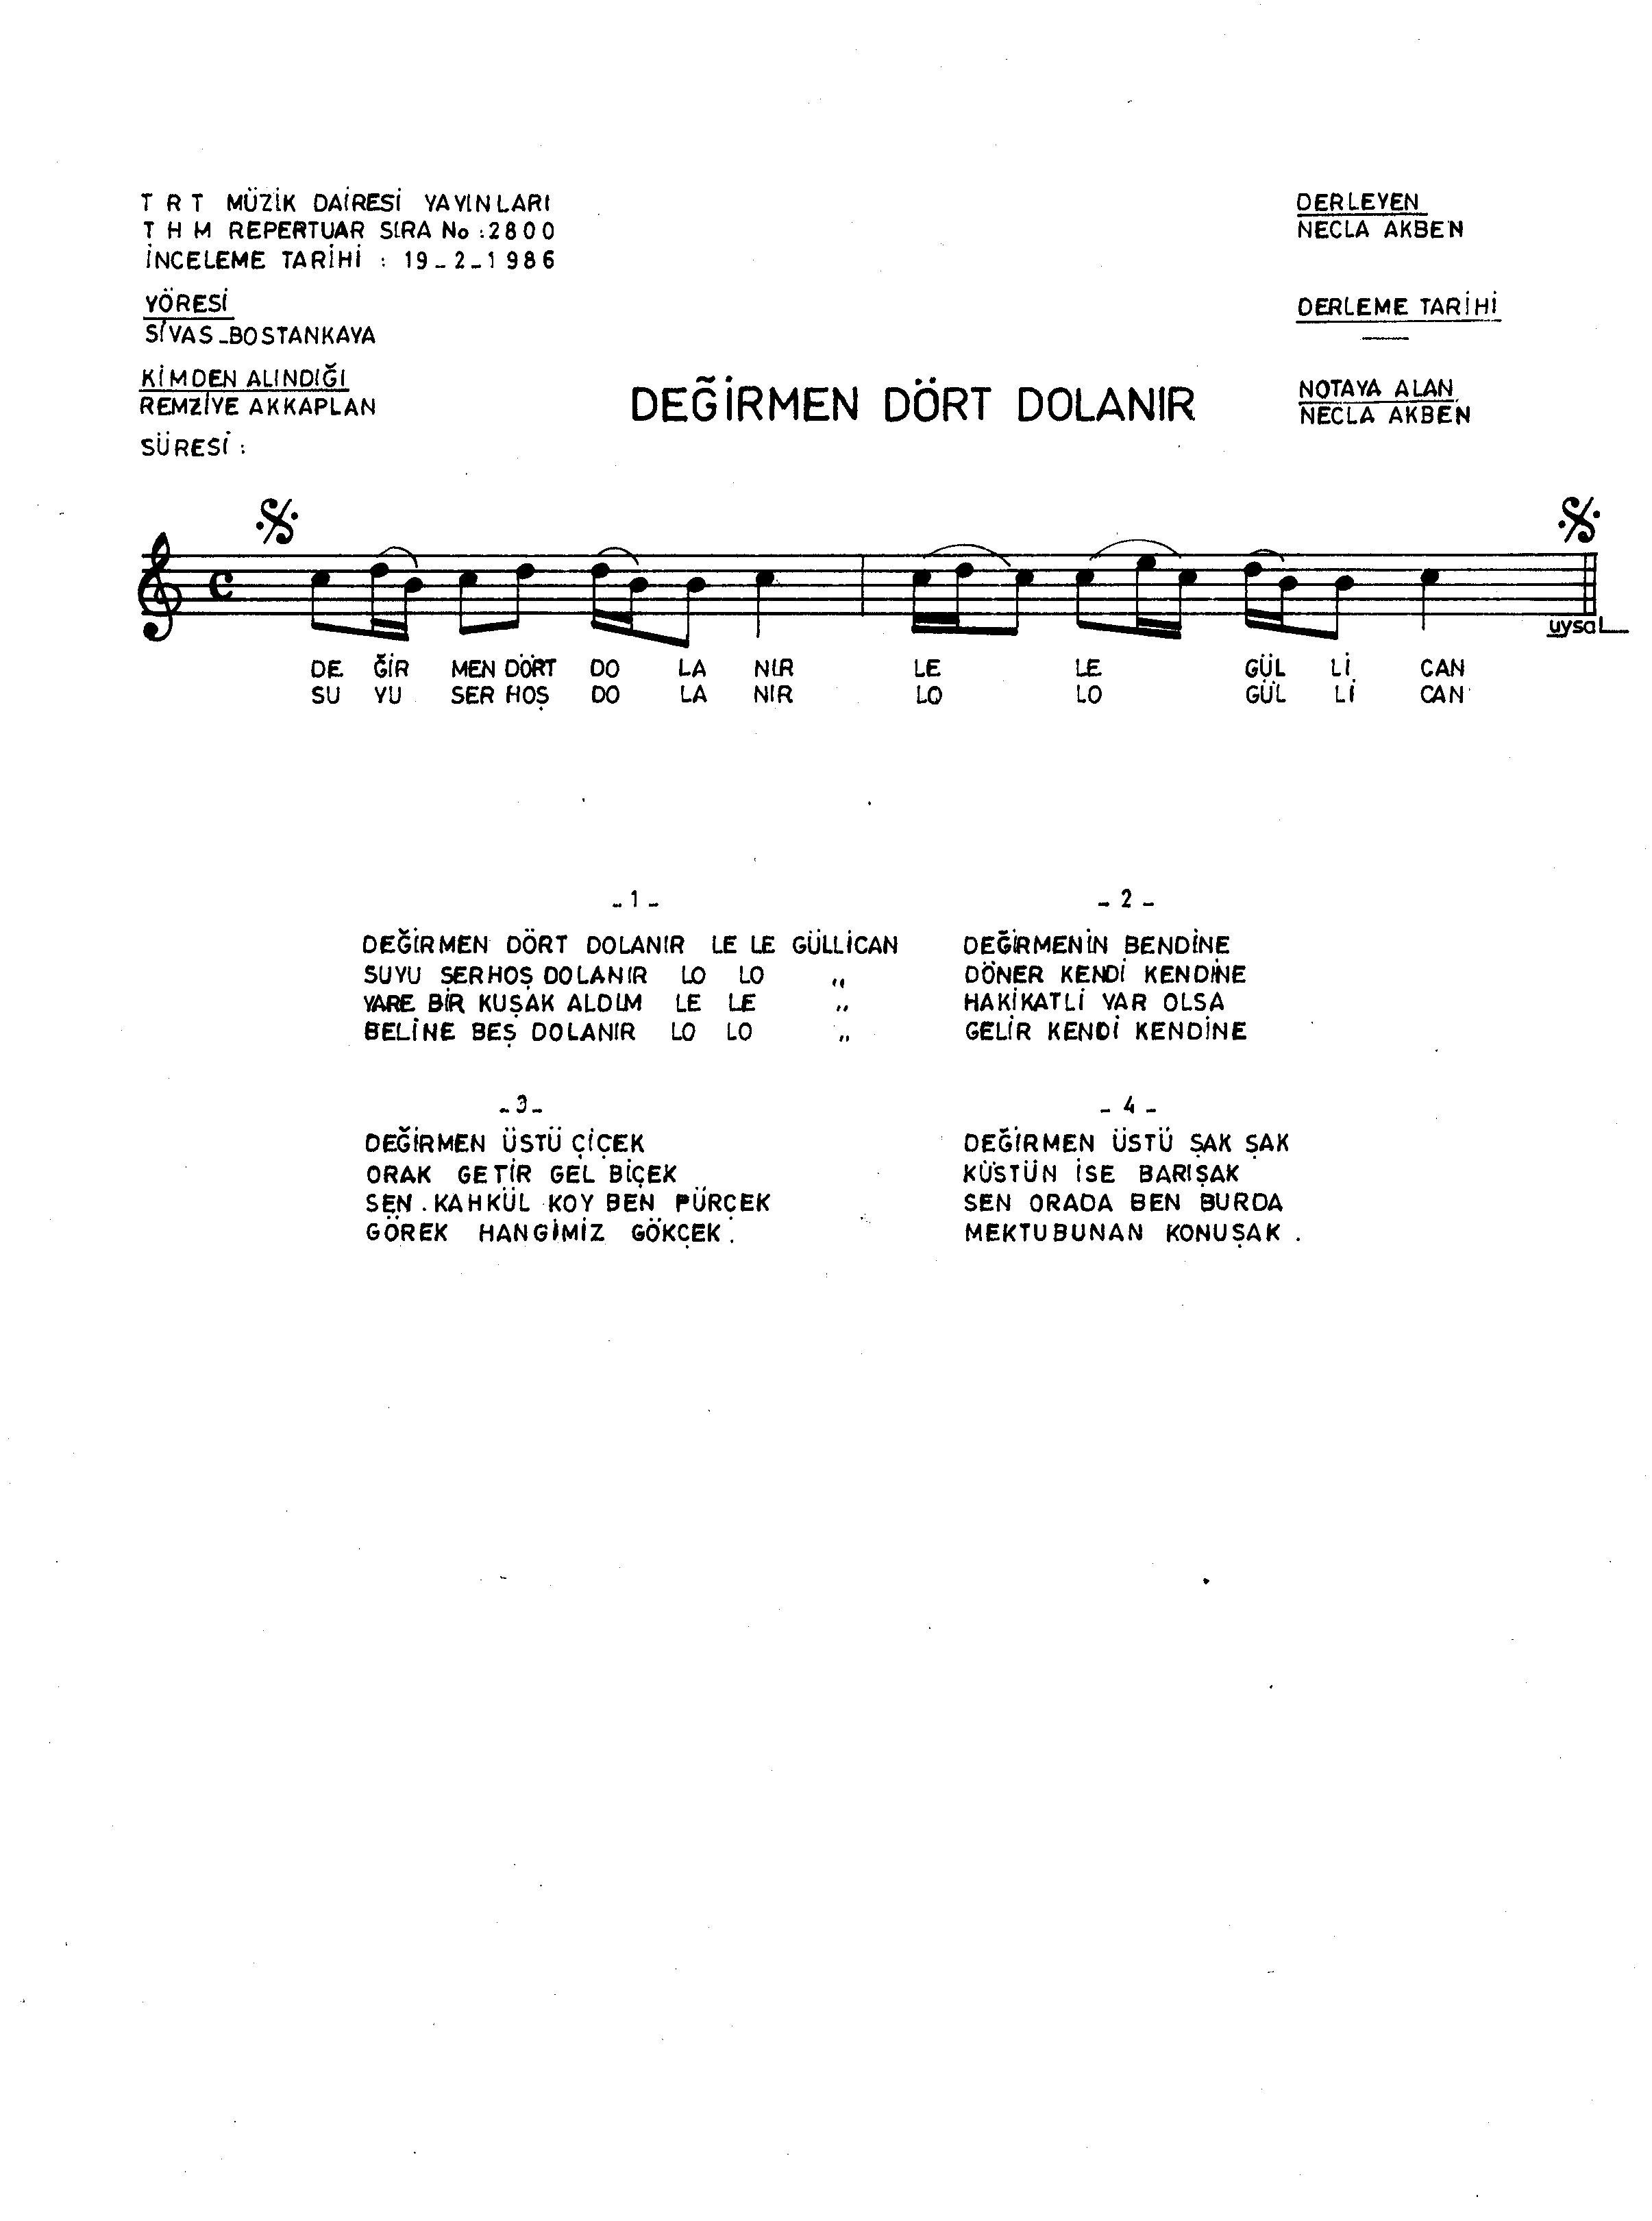 T R T MÜZİK DAİRESİ YAYINLARI
T H M REPERTUAR SIRA No : 2800
İNCELEME TARİHİ : 19_2_1986
YÖRESİ
SİVAS_BOSTANKAYA
KİMDEN ALINDIĞI
REMZİYE AKKAPLAN
SÜRESİ :
DERLEYEN
NECLA AKBEN
DERLEME TARİHİ
NOTAYA ALAN
NECLA AKBEN
DEĞİRMEN DÖRT DOLANIR
uysal
DE ĞİR MEN DÖRT DO LA NIR LE LE GÜL Lİ CAN
SU YU SER HOŞ DO LA NIR LO LO GÜL Lİ CAN
_ 1 _
DEĞİRMEN DÖRT DOLANIR LE LE GÜLLİCAN
SUYU SERHOŞ DOLANIR LO LO ,,
YARE BİR KUŞAK ALDIM LE LE ,,
BELİNE BEŞ DOLANIR LO LO ,,
_ 2 _
DEĞİRMENİN BENDİNE
DÖNER KENDİ KENDİNE
HAKİKATLİ YAR OLSA
GELİR KENDİ KENDİNE
_ 3 _
DEĞİRMEN ÜSTÜ ÇİÇEK
ORAK GETİR GEL BİÇEK
SEN . KAHKÜL KOY BEN PÜRÇEK
GÖREK HANGİMİZ GÖKÇEK .
_ 4 _
DEĞİRMEN ÜSTÜ ŞAK ŞAK
KÜSTÜN İSE BARIŞAK
SEN ORADA BEN BURDA
MEKTUBUNAN KONUŞAK .